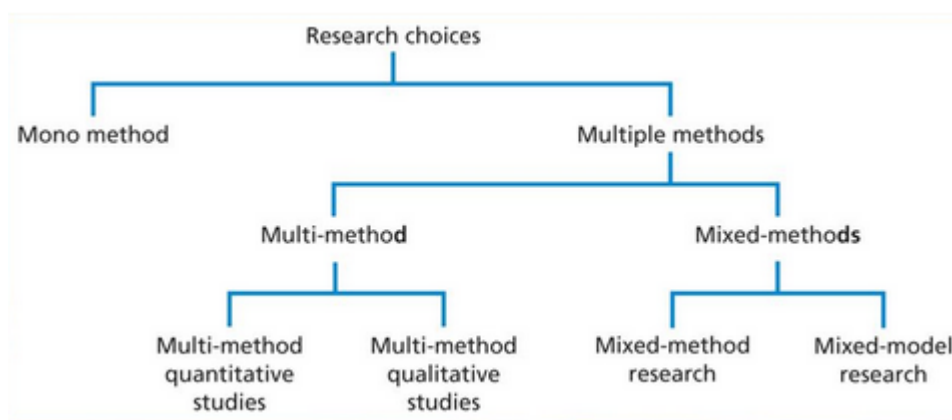 Research choices
Mono method
Multiple methods
Multi-method
Mixed-methods
Multi-method
quantitative
studies
Multi-method
qualitative
studies
Mixed-method
research
Mixed-model
research